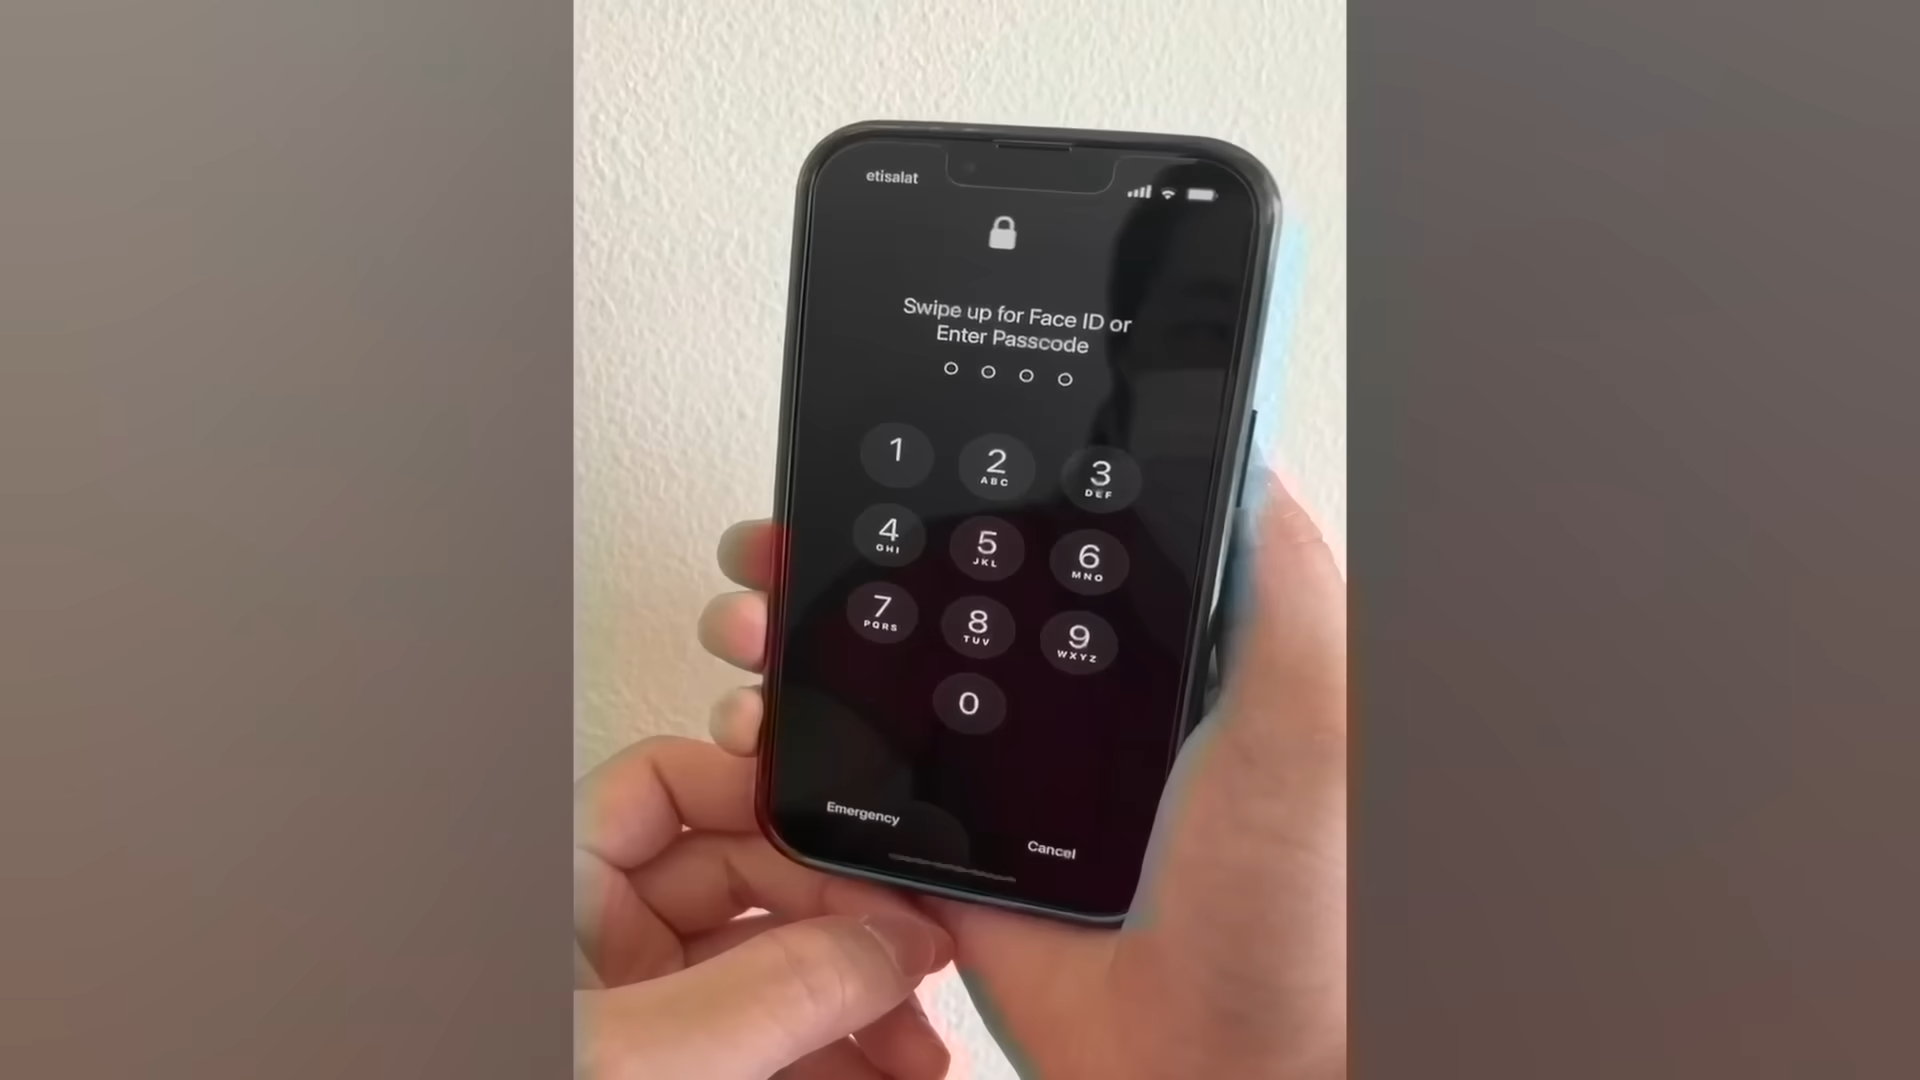 etisalat
Swipe up for Face ID or
Enter Passcode
1
2
ABC
3
DEF
4
GHI
5
JKL
6
MNO
7
PQRS
8
TUV
9
WXYZ
0
Emergency
Cancel